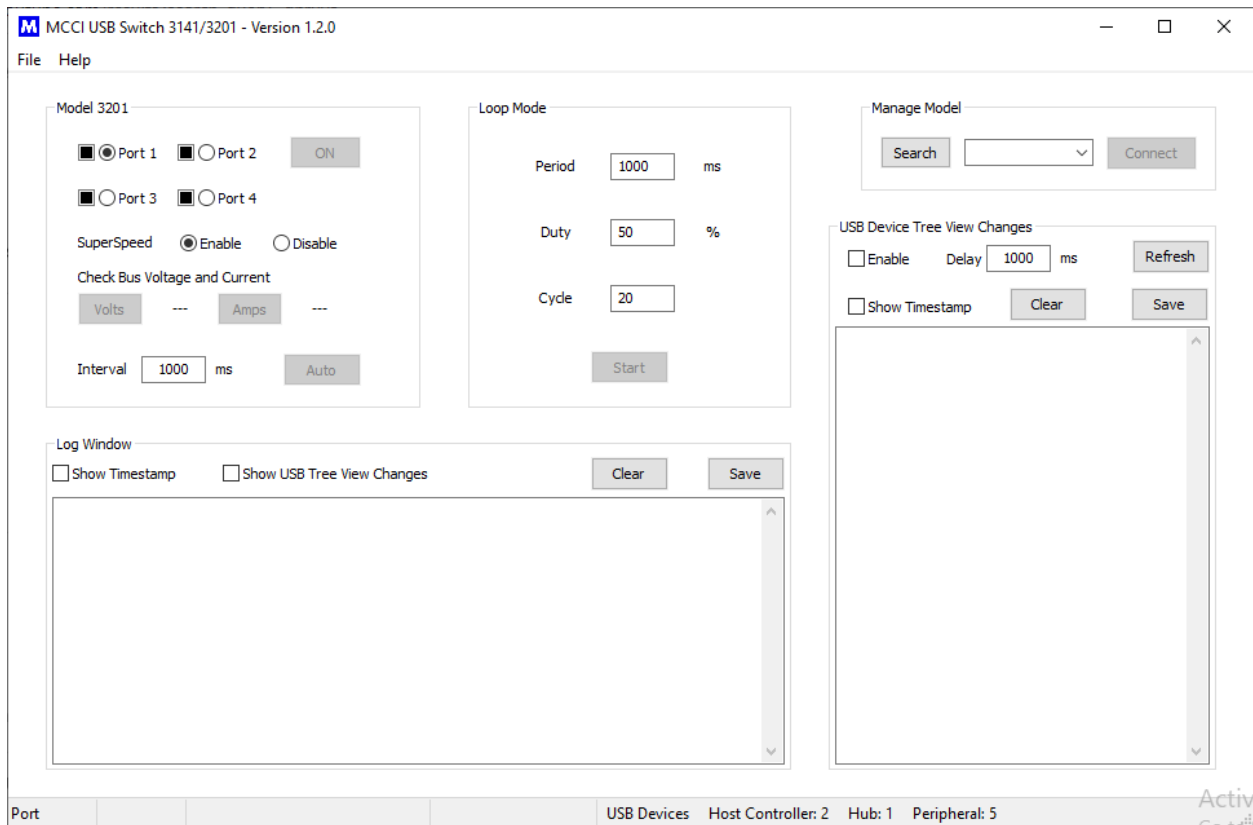 MCCI USB Switch 3141/3201 - Version 1.2.0
File Help
Model 3201
Port 1 Port 2 ON
Port 3 Port 4
SuperSpeed Enable Disable
Check Bus Voltage and Current
Volts --- Amps ---
Interval 1000 ms Auto
Loop Mode
Period 1000 ms
Duty 50 %
Cycle 20
Start
Manage Model
Search Connect
USB Device Tree View Changes
Enable Delay 1000 ms Refresh
Show Timestamp Clear Save
Log Window
Show Timestamp Show USB Tree View Changes Clear Save
Port USB Devices Host Controller: 2 Hub: 1 Peripheral: 5
Activ